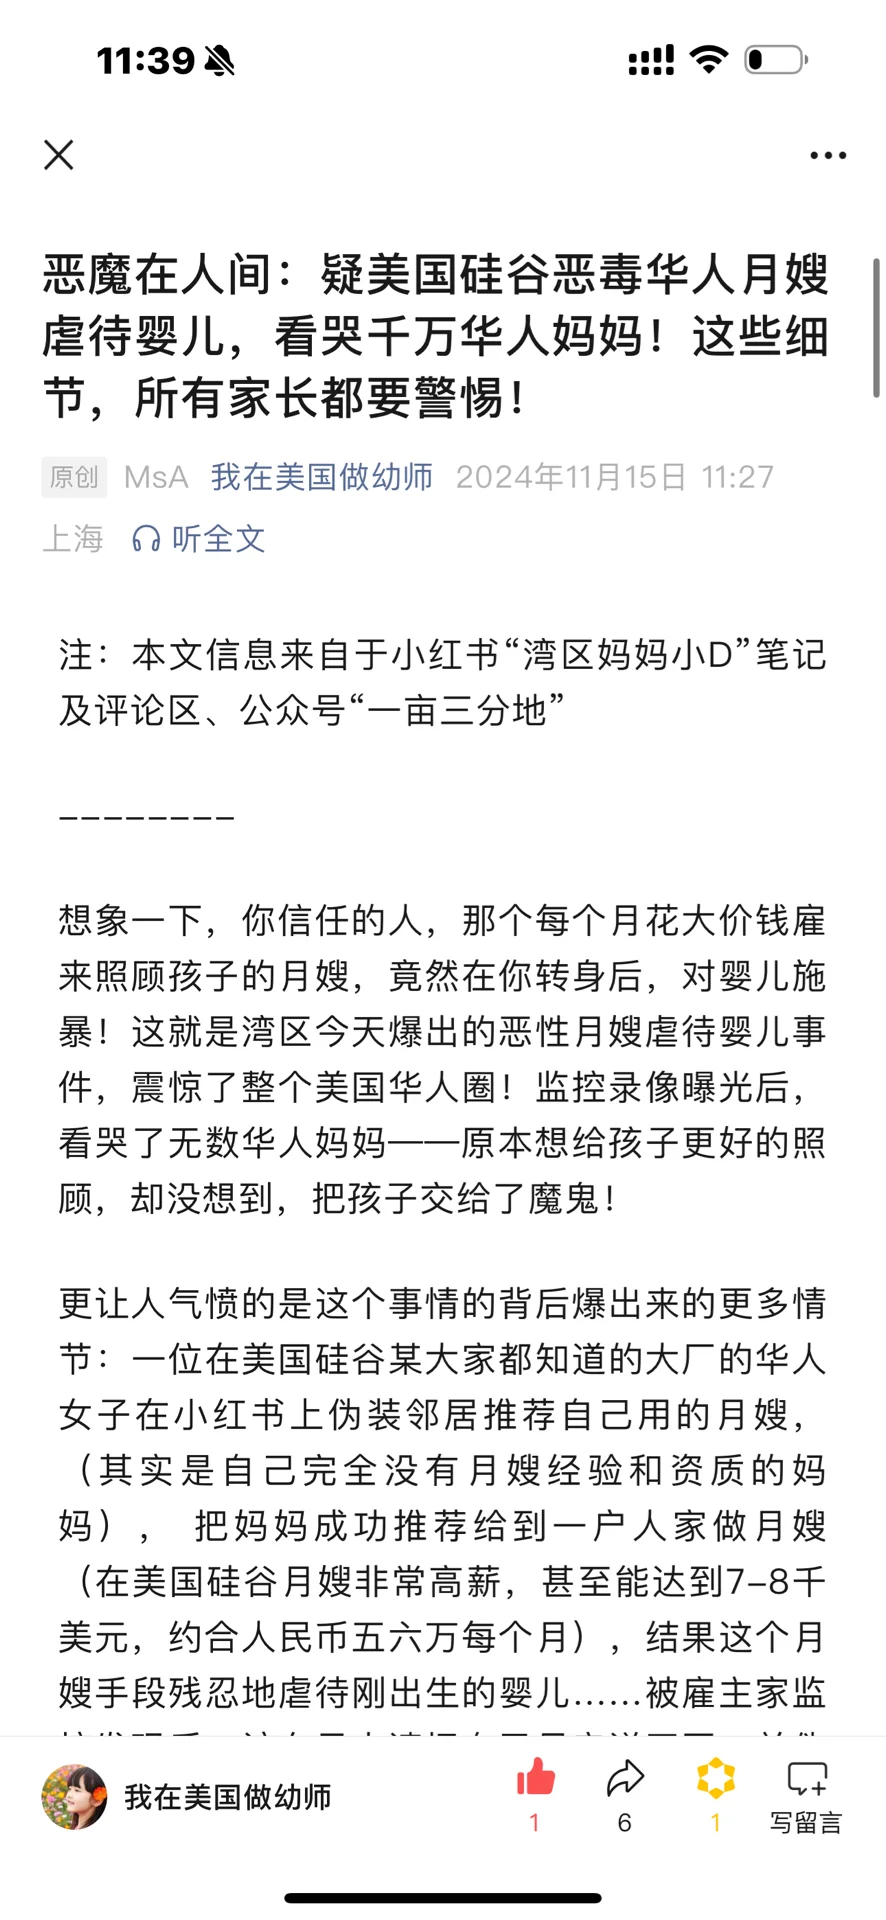 11:39
恶魔在人间：疑美国硅谷恶毒华人月嫂
虐待婴儿，看哭千万华人妈妈！这些细
节，所有家长都要警惕！
原创 MsA 我在美国做幼师 2024年11月15日 11:27
上海 听全文
注：本文信息来自于小红书“湾区妈妈小D”笔记
及评论区、公众号“一亩三分地”
--------
想象一下，你信任的人，那个每个月花大价钱雇
来照顾孩子的月嫂，竟然在你转身后，对婴儿施
暴！这就是湾区今天爆出的恶性月嫂虐待婴儿事
件，震惊了整个美国华人圈！监控录像曝光后，
看哭了无数华人妈妈——原本想给孩子更好的照
顾，却没想到，把孩子交给了魔鬼！
更让人气愤的是这个事情的背后爆出来的更多情
节：一位在美国硅谷某大家都知道的大厂的华人
女子在小红书上伪装邻居推荐自己用的月嫂，
（其实是自己完全没有月嫂经验和资质的妈
妈）， 把妈妈成功推荐给到一户人家做月嫂
（在美国硅谷月嫂非常高薪，甚至能达到7-8千
美元，约合人民币五六万每个月），结果这个月
嫂手段残忍地虐待刚出生的婴儿……被雇主家监
我在美国做幼师
1
6
1
写留言